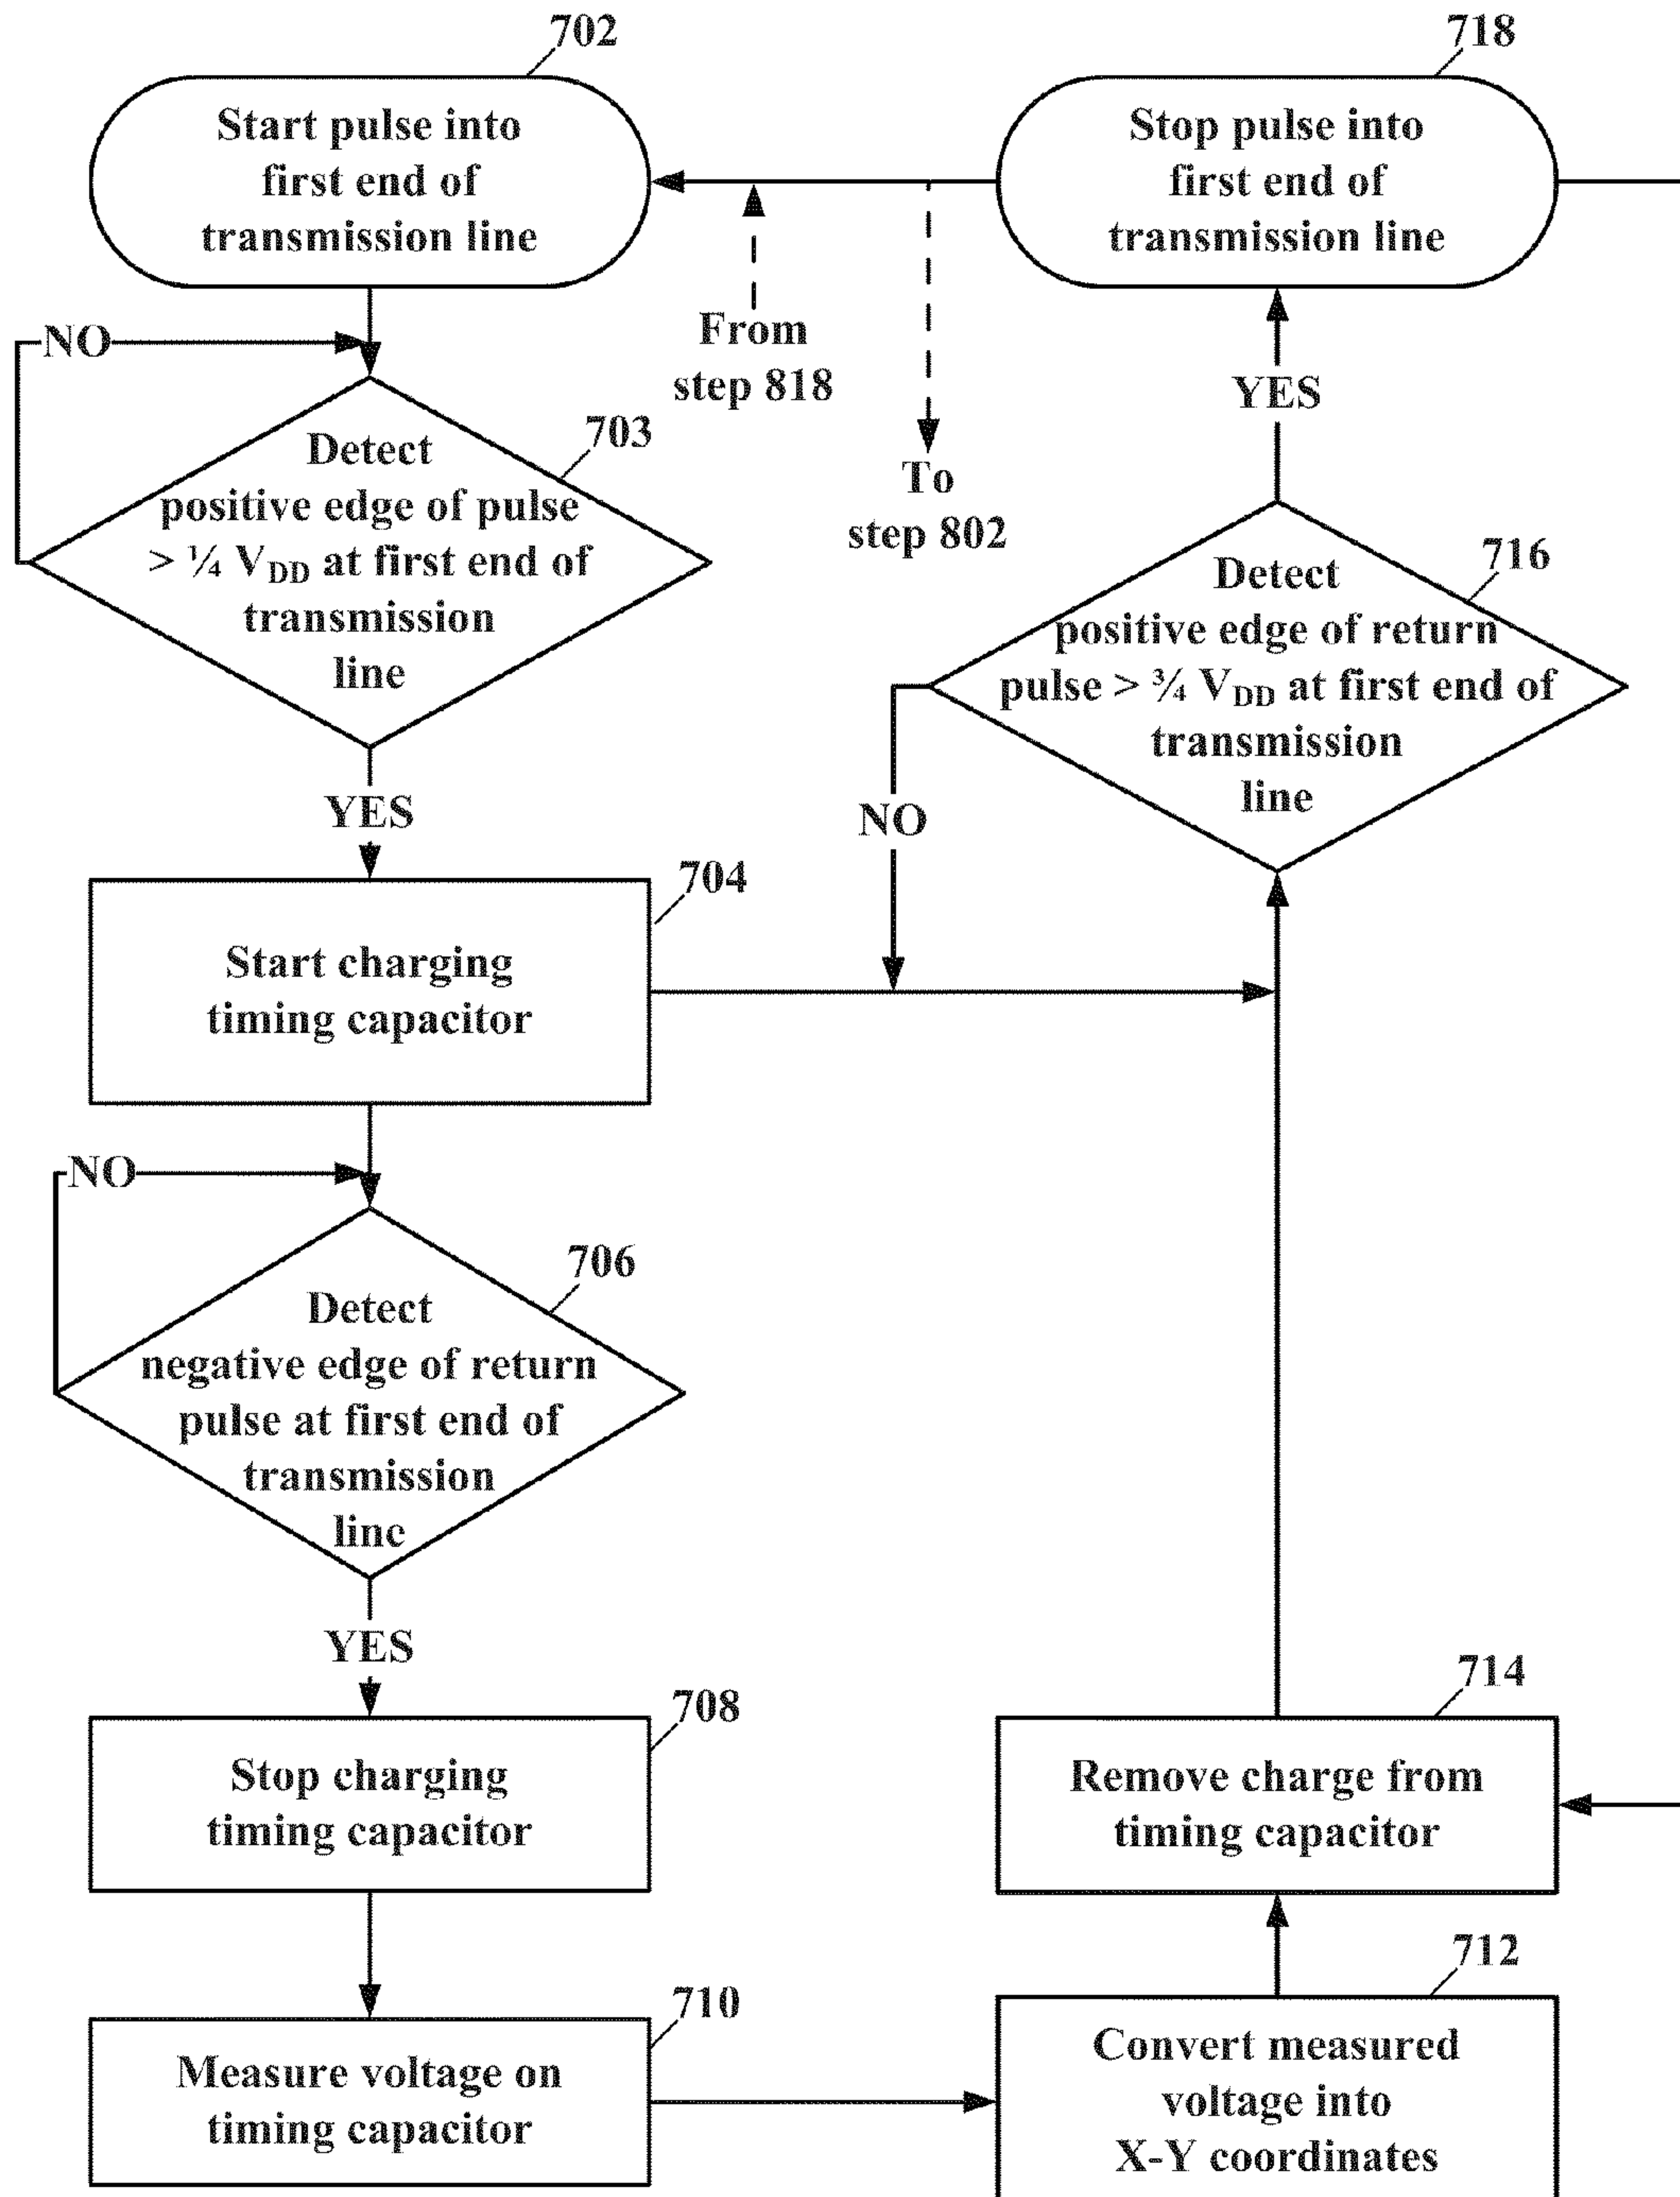 702
Start pulse into
first end of
transmission line
NO
703
Detect
positive edge of pulse
> ¼ VDD at first end of
transmission
line
YES
704
Start charging
timing capacitor
NO
706
Detect
negative edge of return
pulse at first end of
transmission
line
YES
708
Stop charging
timing capacitor
710
Measure voltage on
timing capacitor
From
step 818
To
step 802
718
Stop pulse into
first end of
transmission line
YES
716
Detect
positive edge of return
pulse > ¾ VDD at first end of
transmission
line
NO
714
Remove charge from
timing capacitor
712
Convert measured
voltage into
X-Y coordinates